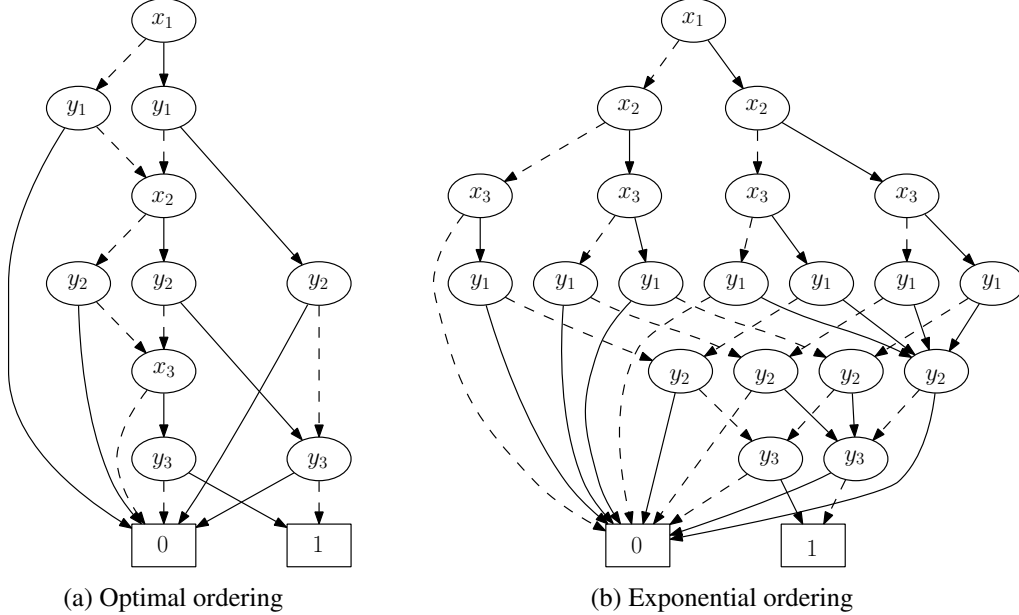 x₁ x₁
y₁ y₁ x₂ x₂
x₂ x₃ x₃ x₃ x₃
y₂ y₂ y₂ y₁ y₁ y₁ y₁ y₁ y₁ y₁
x₃ y₂ y₂ y₂ y₂
y₃ y₃ y₃ y₃
0 1 0 1
(a) Optimal ordering (b) Exponential ordering